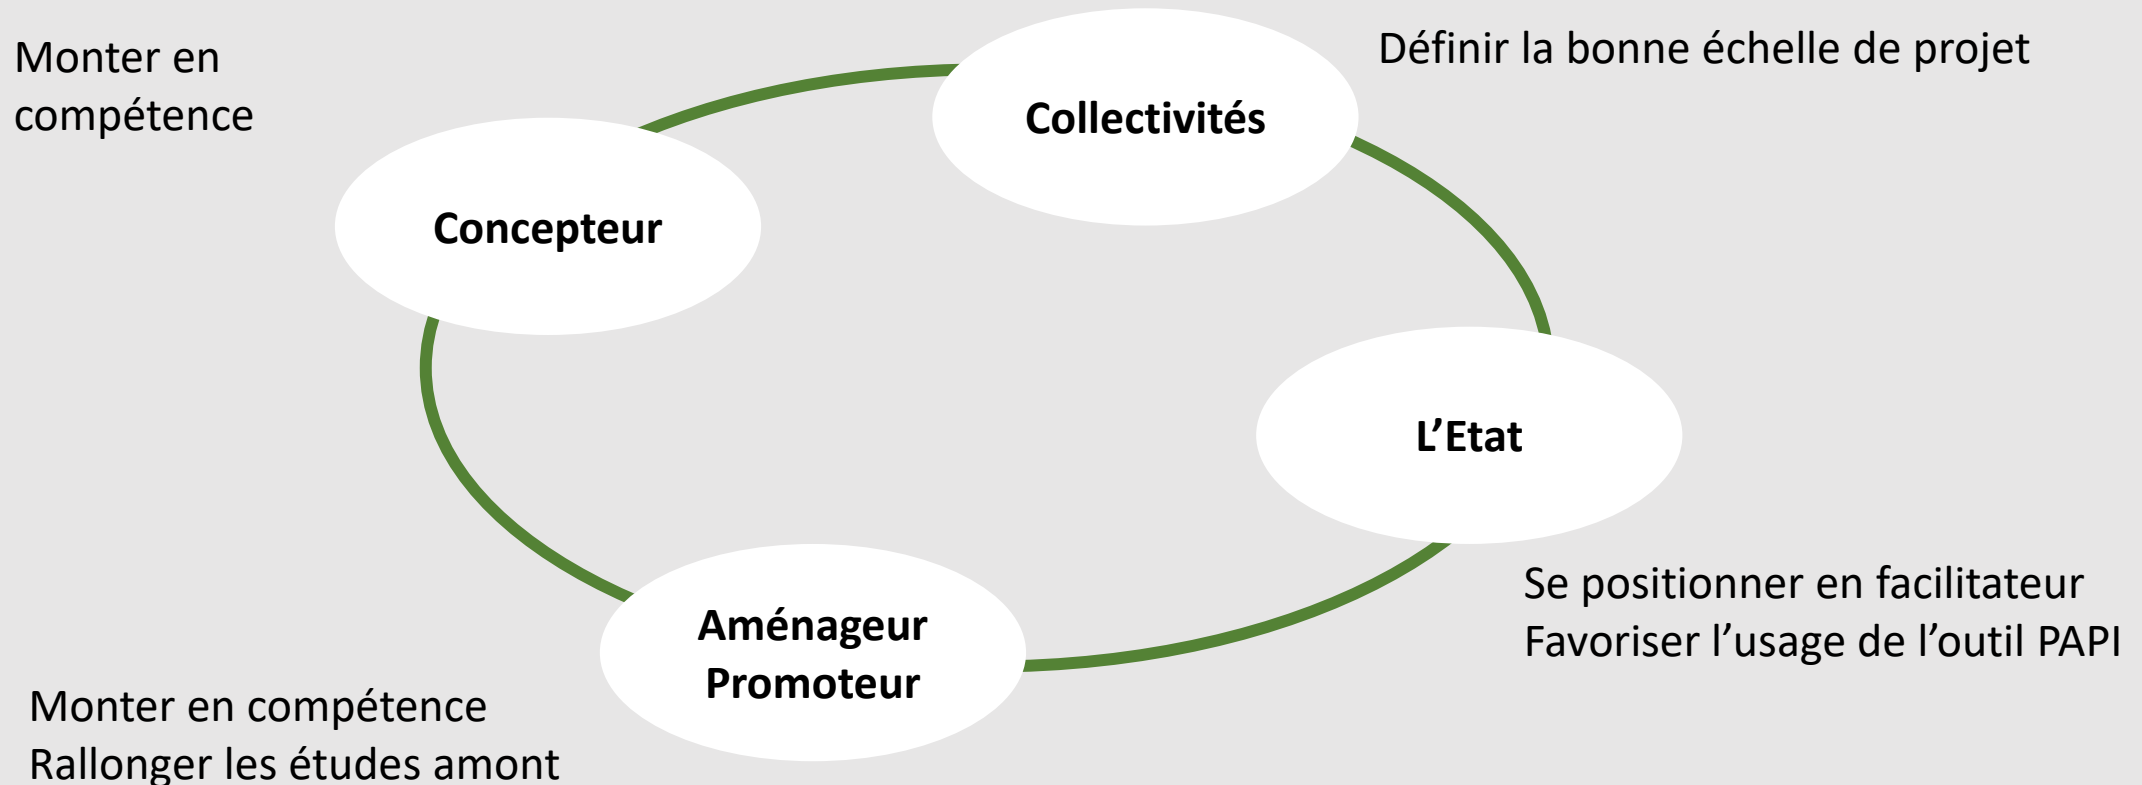 Monter en
compétence
Concepteur
Collectivités
Définir la bonne échelle de projet
L’Etat
Se positionner en facilitateur
Favoriser l’usage de l’outil PAPI
Aménageur
Promoteur
Monter en compétence
Rallonger les études amont